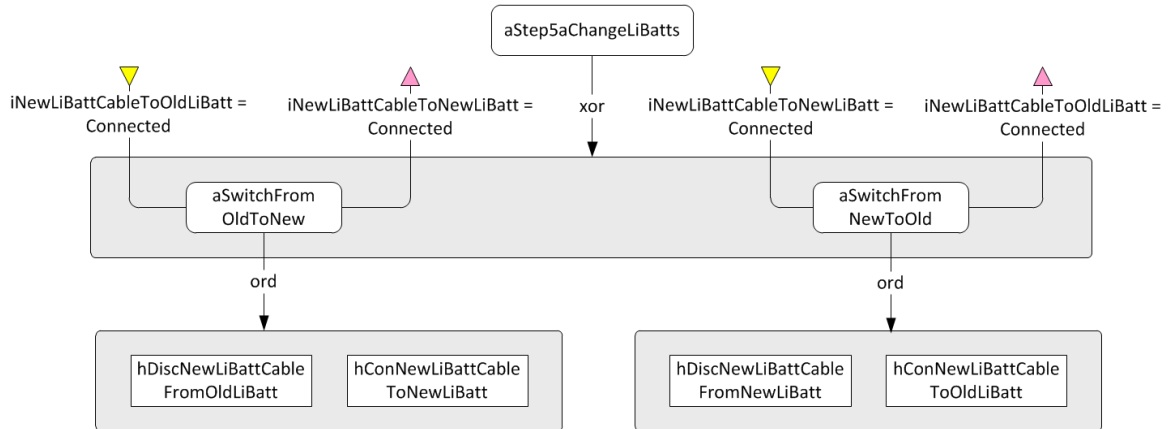 aStep5aChangeLiBatts
iNewLiBattCableToOldLiBatt =
Connected
iNewLiBattCableToNewLiBatt =
Connected
xor
iNewLiBattCableToNewLiBatt =
Connected
iNewLiBattCableToOldLiBatt =
Connected
aSwitchFrom
OldToNew
aSwitchFrom
NewToOld
ord
ord
hDiscNewLiBattCable
FromOldLiBatt
hConNewLiBattCable
ToNewLiBatt
hDiscNewLiBattCable
FromNewLiBatt
hConNewLiBattCable
ToOldLiBatt